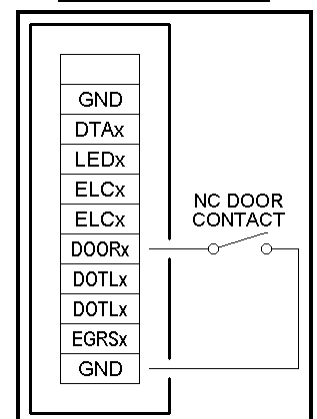 GND
DTAx
LEDx
ELCx
ELCx
NC DOOR
CONTACT
DOORx
DOTLx
DOTLx
EGRSx
GND